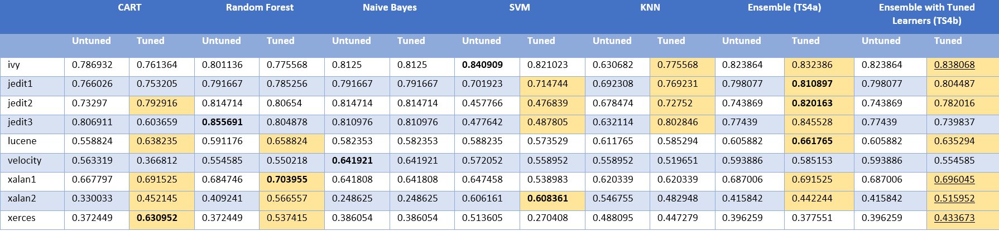 CART Random Forest Naive Bayes SVM KNN Ensemble (TS4a) Ensemble with Tuned
Learners (TS4b)
Untuned Tuned Untuned Tuned Untuned Tuned Untuned Tuned Untuned Tuned Untuned Tuned Untuned Tuned
ivy 0.786932 0.761364 0.801136 0.775568 0.8125 0.8125 0.840909 0.821023 0.630682 0.775568 0.823864 0.832386 0.823864 0.838068
jedit1 0.766026 0.753205 0.791667 0.785256 0.791667 0.791667 0.701923 0.714744 0.692308 0.769231 0.798077 0.810897 0.798077 0.804487
jedit2 0.73297 0.792916 0.814714 0.80654 0.814714 0.814714 0.457766 0.476839 0.678474 0.72752 0.743869 0.820163 0.743869 0.782016
jedit3 0.806911 0.603659 0.855691 0.804878 0.810976 0.810976 0.477642 0.487805 0.632114 0.802846 0.77439 0.845528 0.77439 0.739837
lucene 0.558824 0.638235 0.591176 0.658824 0.582353 0.582353 0.588235 0.573529 0.611765 0.585294 0.605882 0.661765 0.605882 0.635294
velocity 0.563319 0.366812 0.554585 0.550218 0.641921 0.641921 0.572052 0.558952 0.558952 0.519651 0.593886 0.585153 0.593886 0.554585
xalan1 0.667797 0.691525 0.684746 0.703955 0.641808 0.641808 0.647458 0.538983 0.620339 0.620339 0.687006 0.691525 0.687006 0.696045
xalan2 0.330033 0.452145 0.409241 0.566557 0.248625 0.248625 0.606161 0.608361 0.546755 0.482948 0.415842 0.442244 0.415842 0.515952
xerces 0.372449 0.630952 0.372449 0.537415 0.386054 0.386054 0.513605 0.270408 0.488095 0.447279 0.396259 0.377551 0.396259 0.433673